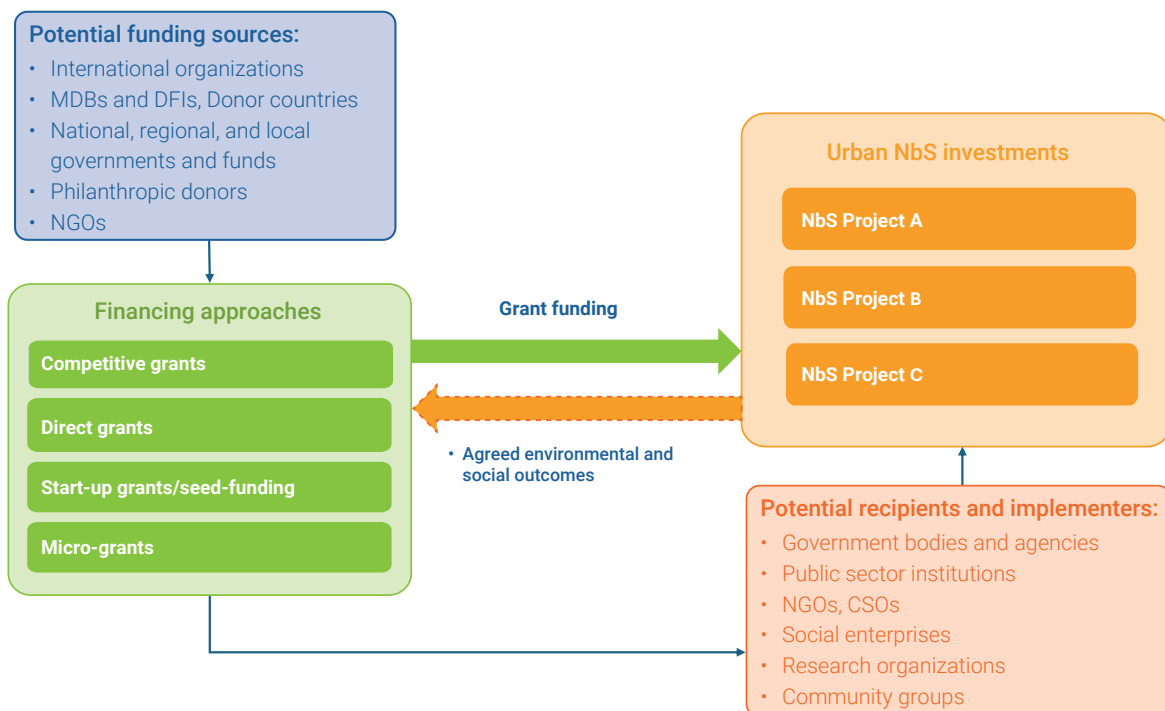 Potential funding sources:
• International organizations
• MDBs and DFIs, Donor countries
• National, regional, and local
governments and funds
• Philanthropic donors
• NGOs
Financing approaches
Competitive grants
Direct grants
Start-up grants/seed-funding
Micro-grants
Grant funding
• Agreed environmental and
social outcomes
Urban NbS investments
NbS Project A
NbS Project B
NbS Project C
Potential recipients and implementers:
• Government bodies and agencies
• Public sector institutions
• NGOs, CSOs
• Social enterprises
• Research organizations
• Community groups